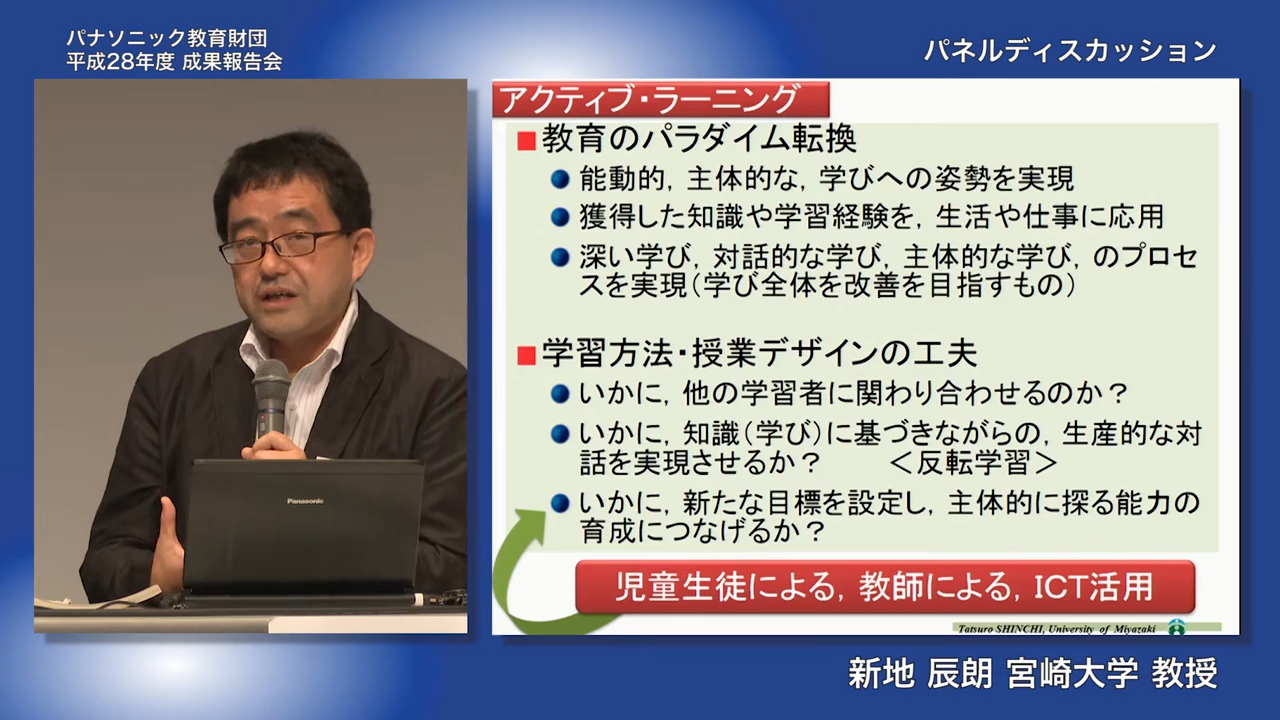 パナソニック教育財団
平成28年度 成果報告会
パネルディスカッション
Panasonic
アクティブ・ラーニング
教育のパラダイム転換
能動的，主体的な，学びへの姿勢を実現
獲得した知識や学習経験を，生活や仕事に応用
深い学び，対話的な学び，主体的な学び，のプロセ
スを実現（学び全体を改善を目指すもの）
学習方法・授業デザインの工夫
いかに，他の学習者に関わり合わせるのか？
いかに，知識（学び）に基づきながらの，生産的な対
話を実現させるか？ ＜反転学習＞
いかに，新たな目標を設定し，主体的に探る能力の
育成につなげるか？
児童生徒による，教師による，ICT活用
Tatsuro SHINCHI, University of Miyazaki
新地 辰朗 宮崎大学 教授